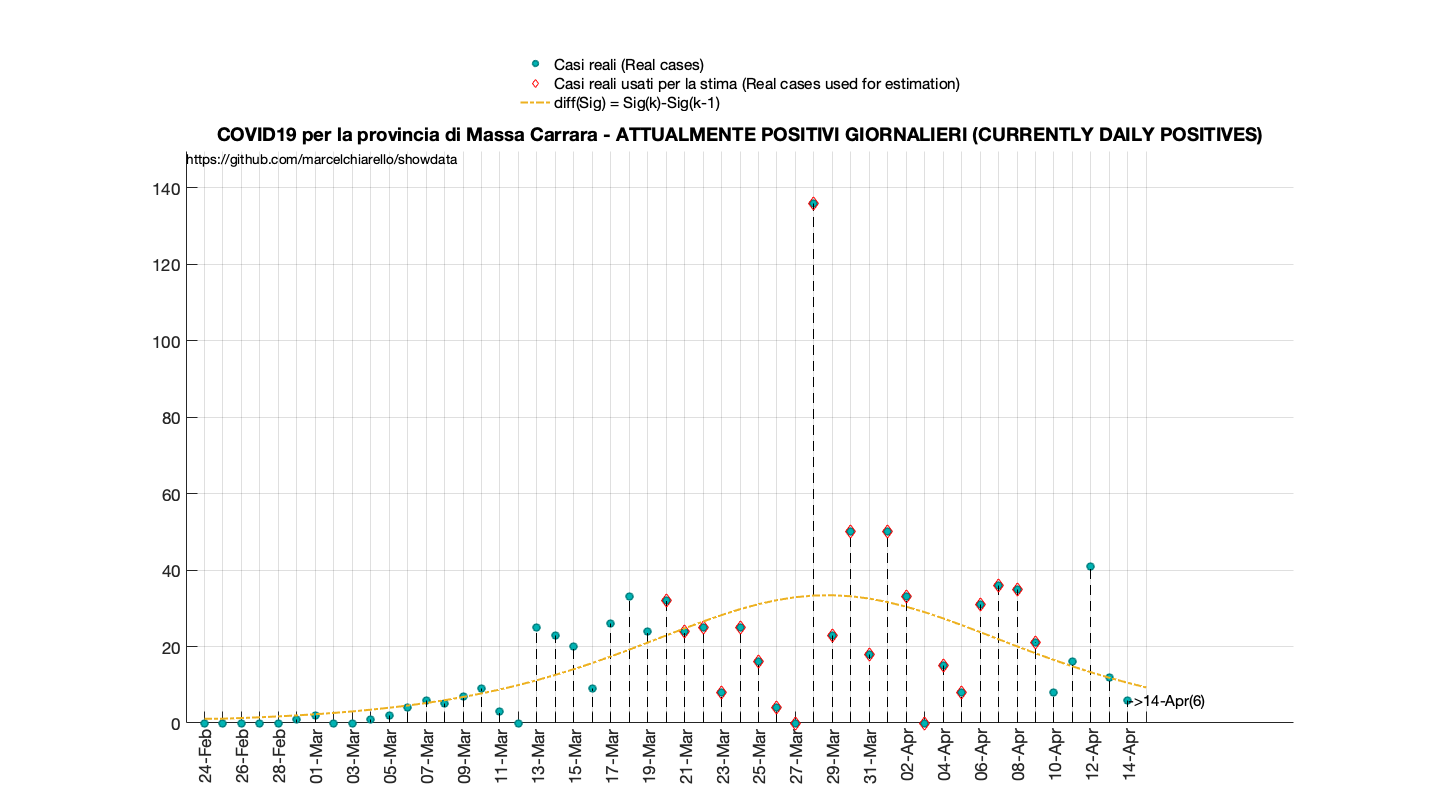 Casi reali (Real cases)
Casi reali usati per la stima (Real cases used for estimation)
diff(Sig) = Sig(k)-Sig(k-1)
COVID19 per la provincia di Massa Carrara - ATTUALMENTE POSITIVI GIORNALIERI (CURRENTLY DAILY POSITIVES)
https://github.com/marcelchiarello/showdata
140
120
100
80
60
40
20
0
>14-Apr(6)
24-Feb
26-Feb
28-Feb
01-Mar
03-Mar
05-Mar
07-Mar
09-Mar
11-Mar
13-Mar
15-Mar
17-Mar
19-Mar
21-Mar
23-Mar
25-Mar
27-Mar
29-Mar
31-Mar
02-Apr
04-Apr
06-Apr
08-Apr
10-Apr
12-Apr
14-Apr